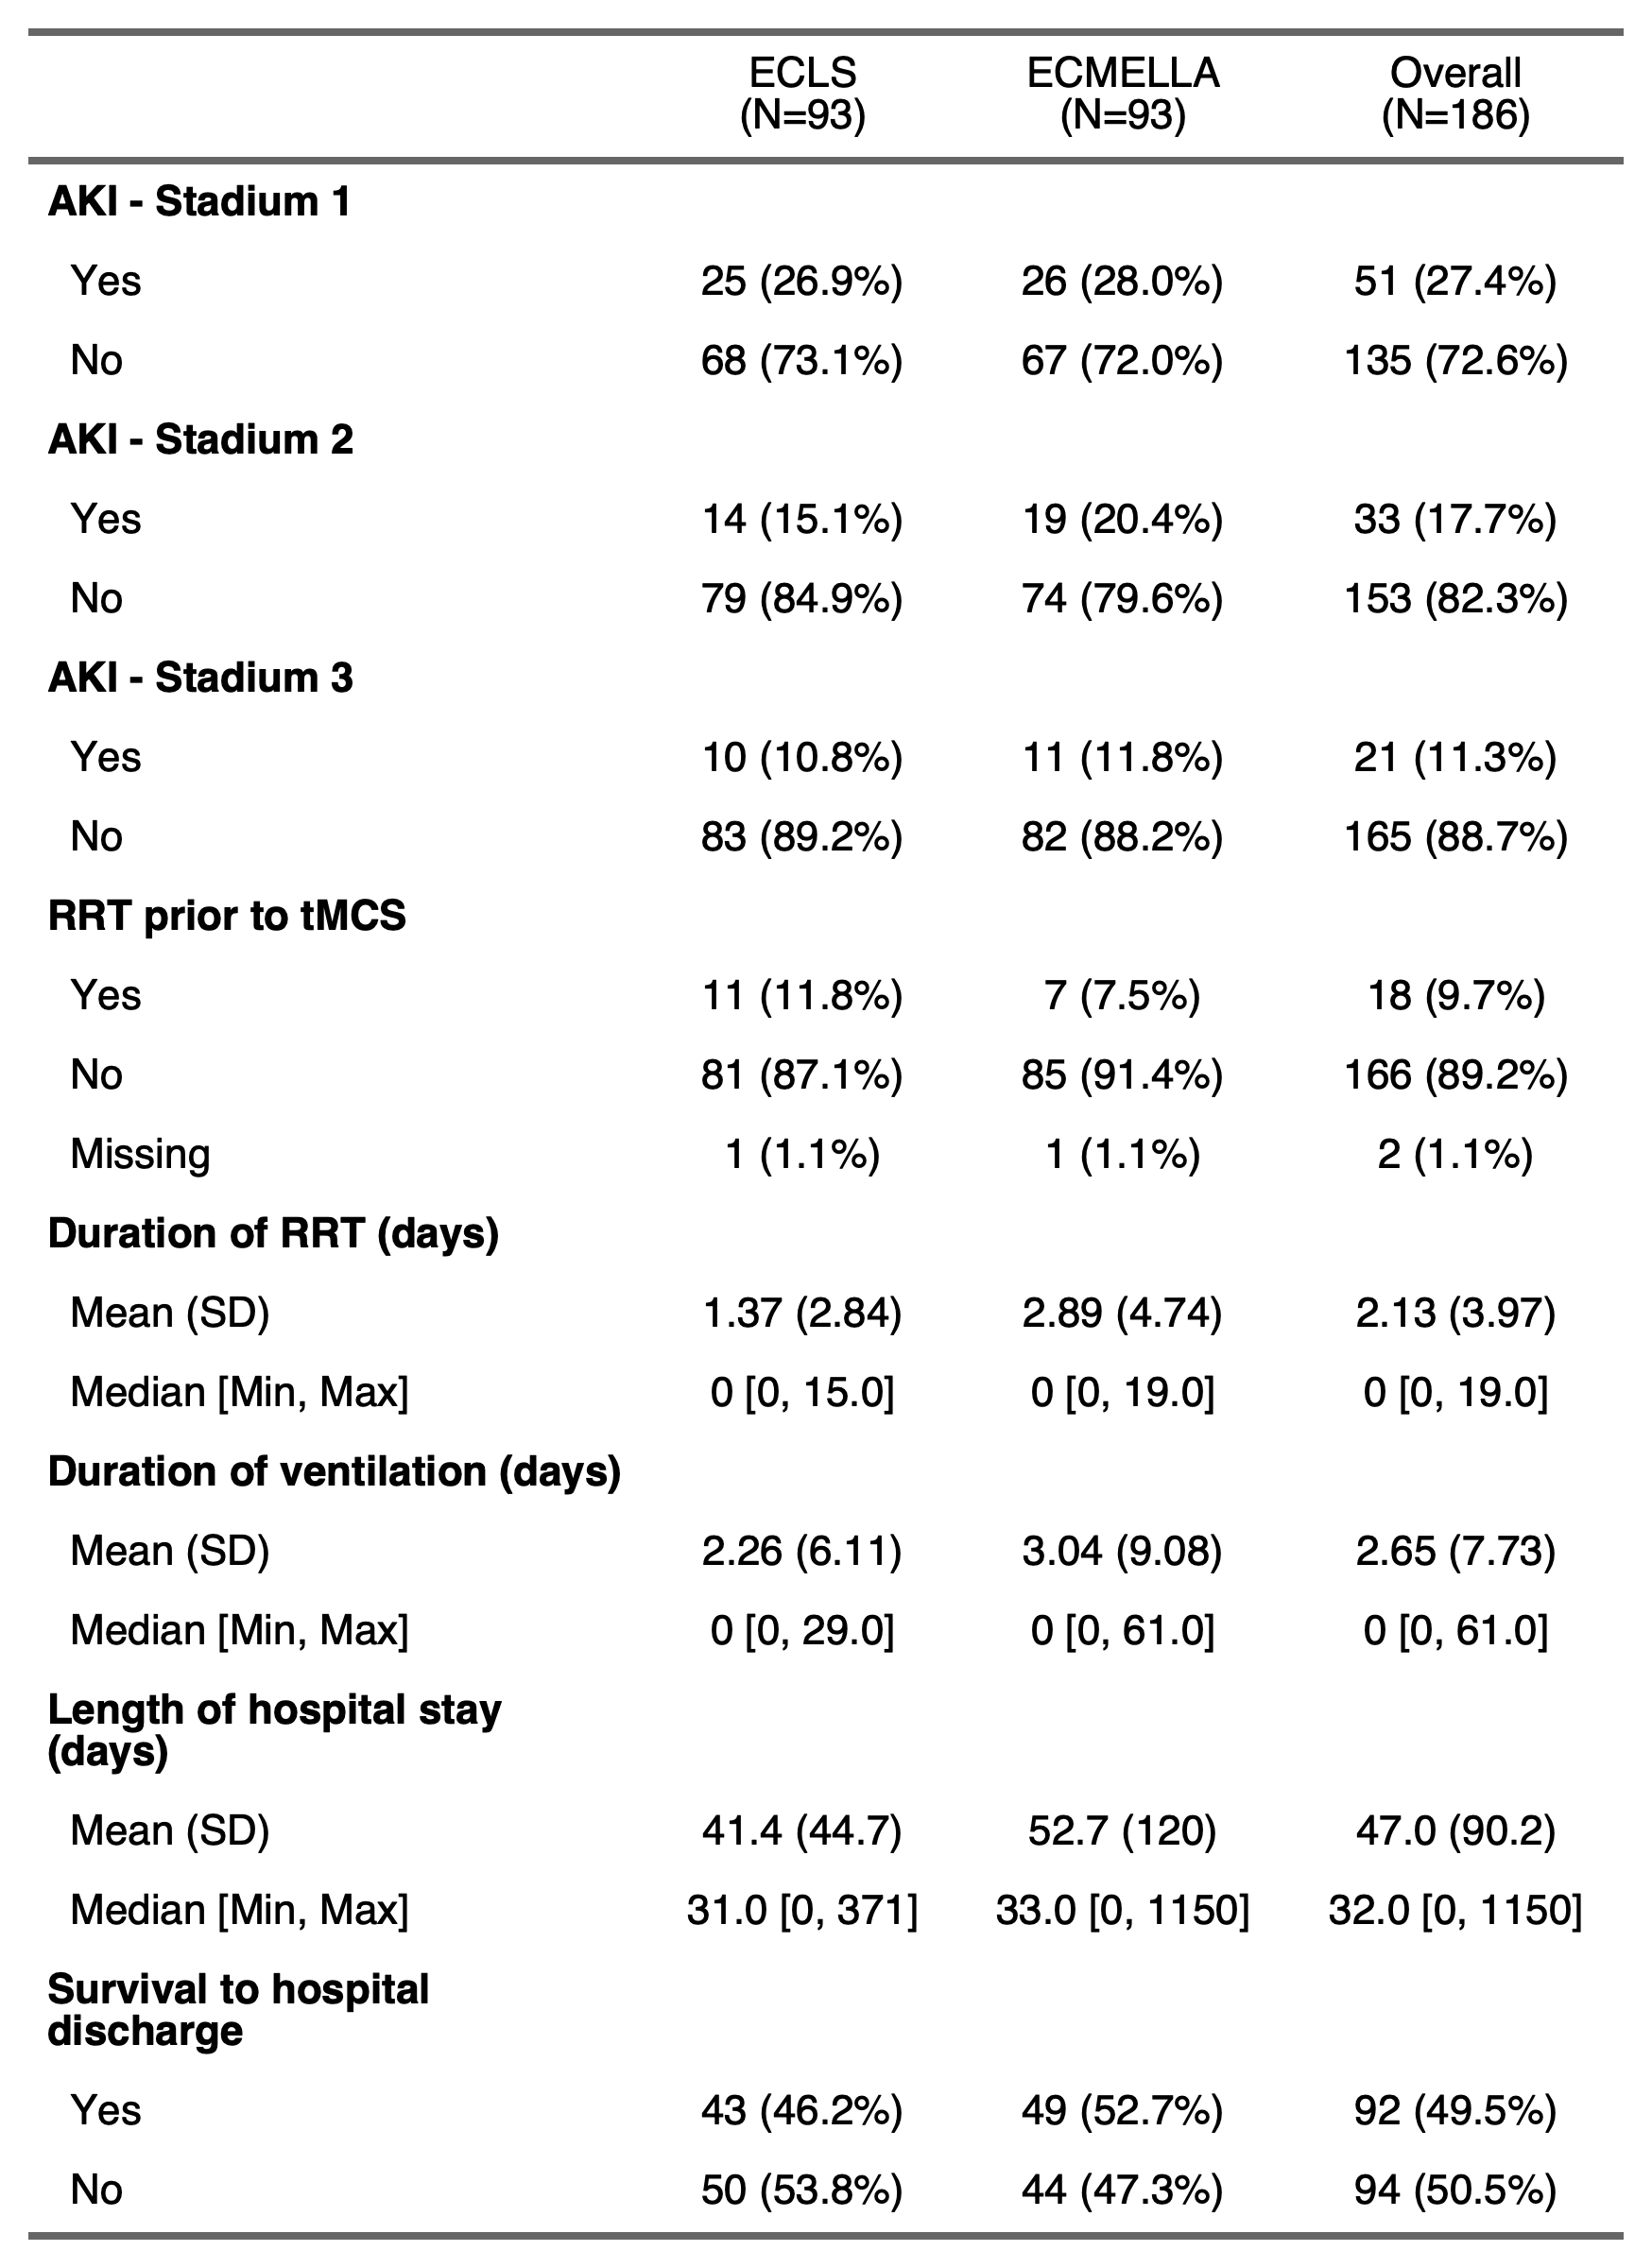 ECLS ECMELLA Overall
(N=93) (N=93) (N=186)
AKI - Stadium 1
Yes 25 (26.9%) 26 (28.0%) 51 (27.4%)
No 68 (73.1%) 67 (72.0%) 135 (72.6%)
AKI - Stadium 2
Yes 14 (15.1%) 19 (20.4%) 33 (17.7%)
No 79 (84.9%) 74 (79.6%) 153 (82.3%)
AKI - Stadium 3
Yes 10 (10.8%) 11 (11.8%) 21 (11.3%)
No 83 (89.2%) 82 (88.2%) 165 (88.7%)
RRT prior to tMCS
Yes 11 (11.8%) 7 (7.5%) 18 (9.7%)
No 81 (87.1%) 85 (91.4%) 166 (89.2%)
Missing 1 (1.1%) 1 (1.1%) 2 (1.1%)
Duration of RRT (days)
Mean (SD) 1.37 (2.84) 2.89 (4.74) 2.13 (3.97)
Median [Min, Max] 0 [0, 15.0] 0 [0, 19.0] 0 [0, 19.0]
Duration of ventilation (days)
Mean (SD) 2.26 (6.11) 3.04 (9.08) 2.65 (7.73)
Median [Min, Max] 0 [0, 29.0] 0 [0, 61.0] 0 [0, 61.0]
Length of hospital stay
(days)
Mean (SD) 41.4 (44.7) 52.7 (120) 47.0 (90.2)
Median [Min, Max] 31.0 [0, 371] 33.0 [0, 1150] 32.0 [0, 1150]
Survival to hospital
discharge
Yes 43 (46.2%) 49 (52.7%) 92 (49.5%)
No 50 (53.8%) 44 (47.3%) 94 (50.5%)